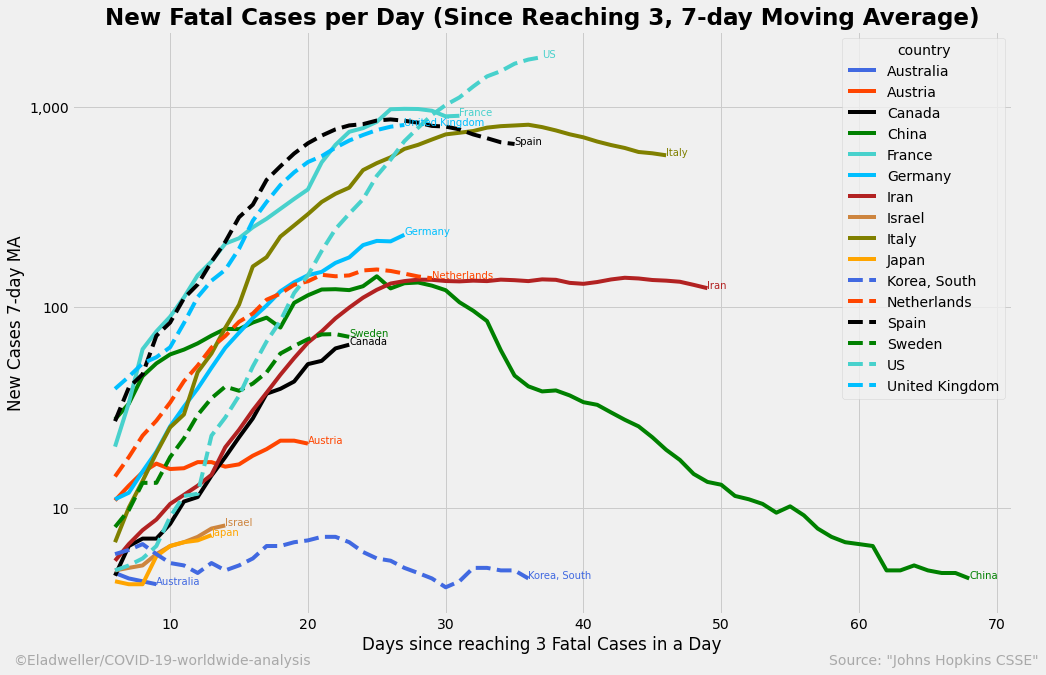 New Fatal Cases per Day (Since Reaching 3, 7-day Moving Average)
New Cases 7-day MA
1,000
100
10
US
France
United Kingdom
Spain
Italy
Germany
Netherlands
Iran
Sweden
Canada
Austria
Israel
Japan
Australia
Korea, South
China
country
Australia
Austria
Canada
China
France
Germany
Iran
Israel
Italy
Japan
Korea, South
Netherlands
Spain
Sweden
US
United Kingdom
10 20 30 40 50 60 70
Days since reaching 3 Fatal Cases in a Day
©Eladweller/COVID-19-worldwide-analysis
Source: "Johns Hopkins CSSE"